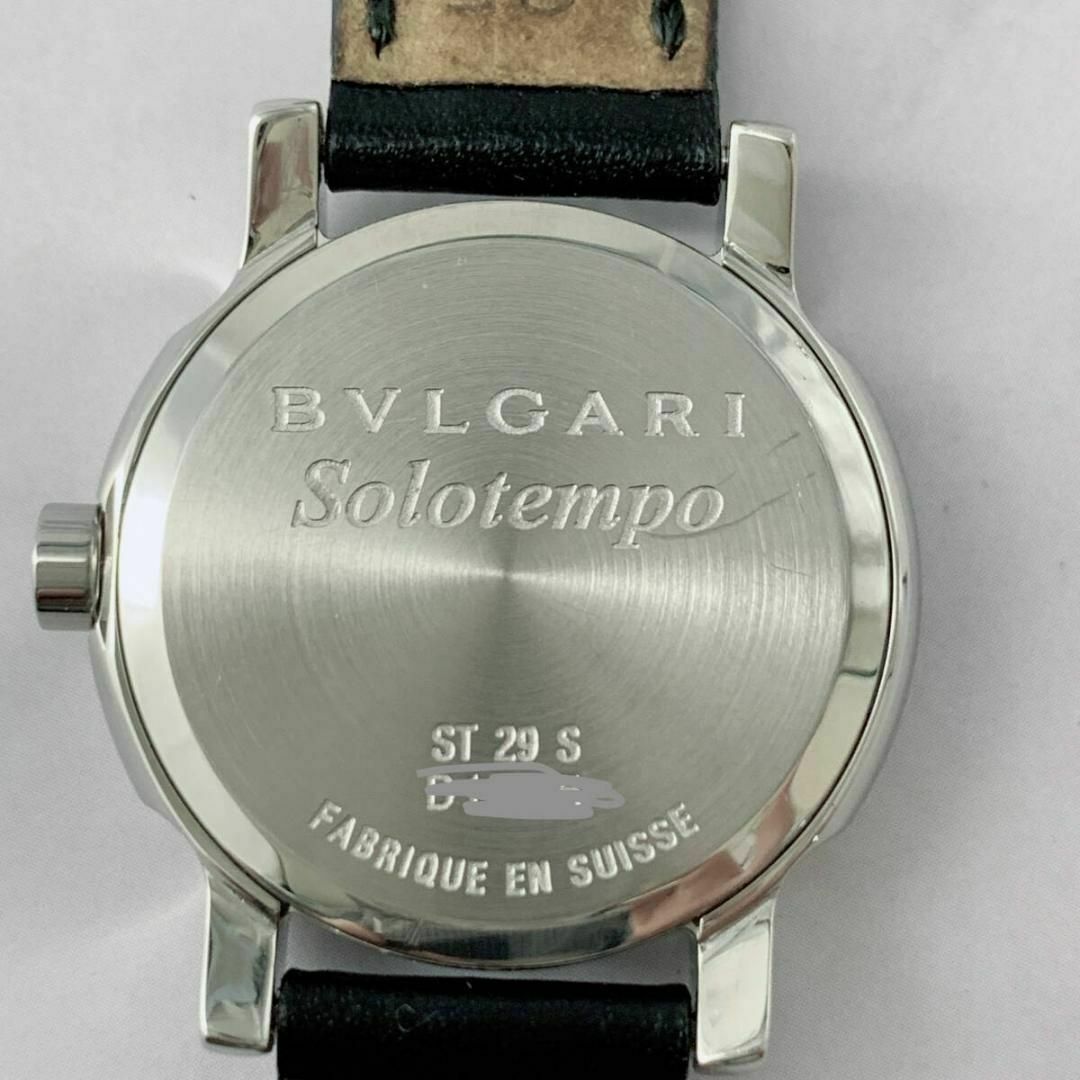 BVLGARI
Solotempo
ST 29 S
FABRIQUE EN SUISSE